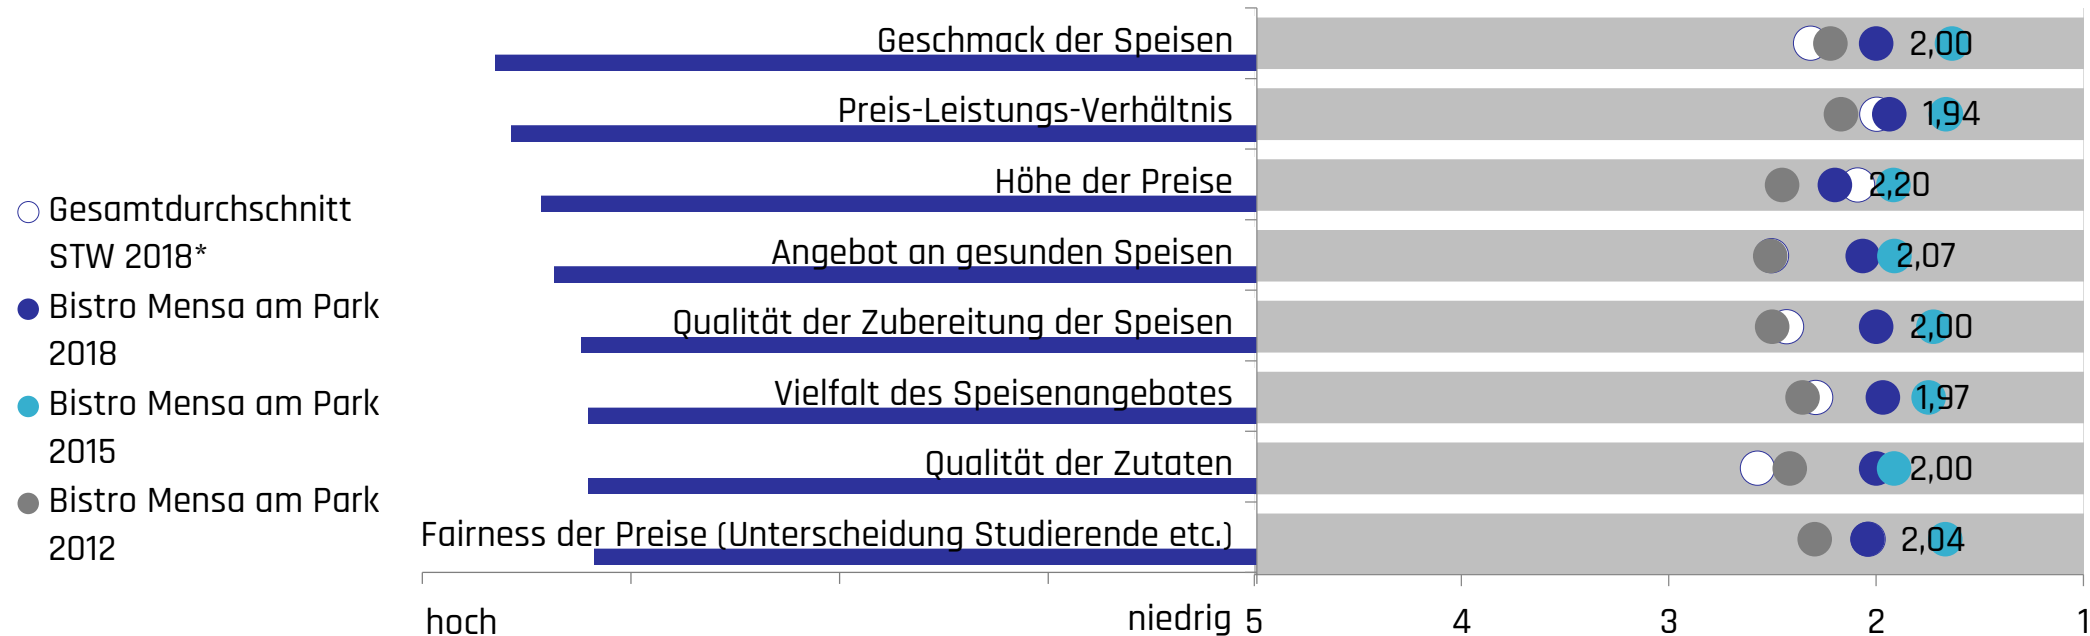 Gesamtdurchschnitt
STW 2018*
Bistro Mensa am Park
2018
Bistro Mensa am Park
2015
Bistro Mensa am Park
2012
Geschmack der Speisen 2,00
Preis-Leistungs-Verhältnis 1,94
Höhe der Preise 2,20
Angebot an gesunden Speisen 2,07
Qualität der Zubereitung der Speisen 2,00
Vielfalt des Speisenangebotes 1,97
Qualität der Zutaten 2,00
Fairness der Preise (Unterscheidung Studierende etc.) 2,04
hoch niedrig 5 4 3 2 1